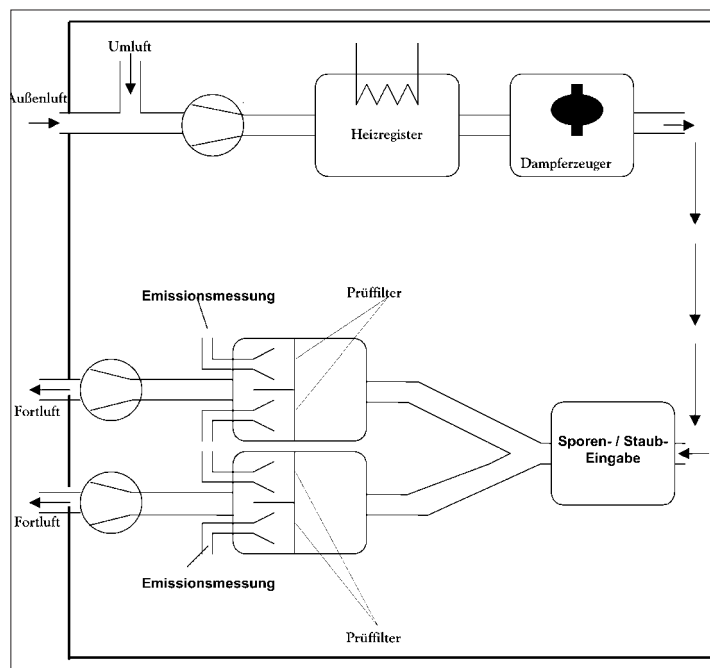 Umluft
Außenluft
Heizregister
Dampferzeuger
Emissionsmessung
Prüffilter
Fortluft
Sporen- / Staub-
Eingabe
Fortluft
Emissionsmessung
Prüffilter